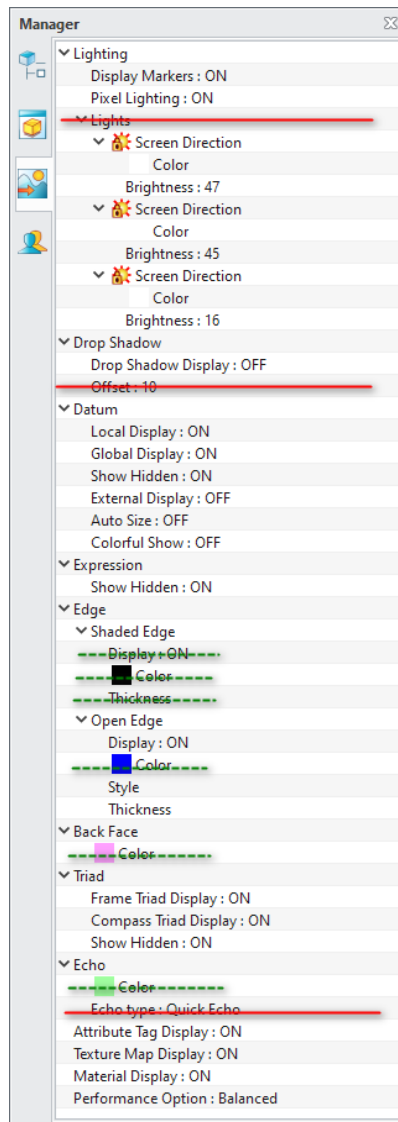 Manager
Lighting
Display Markers : ON
Pixel Lighting : ON
Lights
Screen Direction
Color
Brightness : 47
Screen Direction
Color
Brightness : 45
Screen Direction
Color
Brightness : 16
Drop Shadow
Drop Shadow Display : OFF
Offset : 10
Datum
Local Display : ON
Global Display : ON
Show Hidden : ON
External Display : OFF
Auto Size : OFF
Colorful Show : OFF
Expression
Show Hidden : ON
Edge
Shaded Edge
Display : ON
Color
Thickness
Open Edge
Display : ON
Color
Style
Thickness
Back Face
Color
Triad
Frame Triad Display : ON
Compass Triad Display : ON
Show Hidden : ON
Echo
Color
Echo type : Quick Echo
Attribute Tag Display : ON
Texture Map Display : ON
Material Display : ON
Performance Option : Balanced